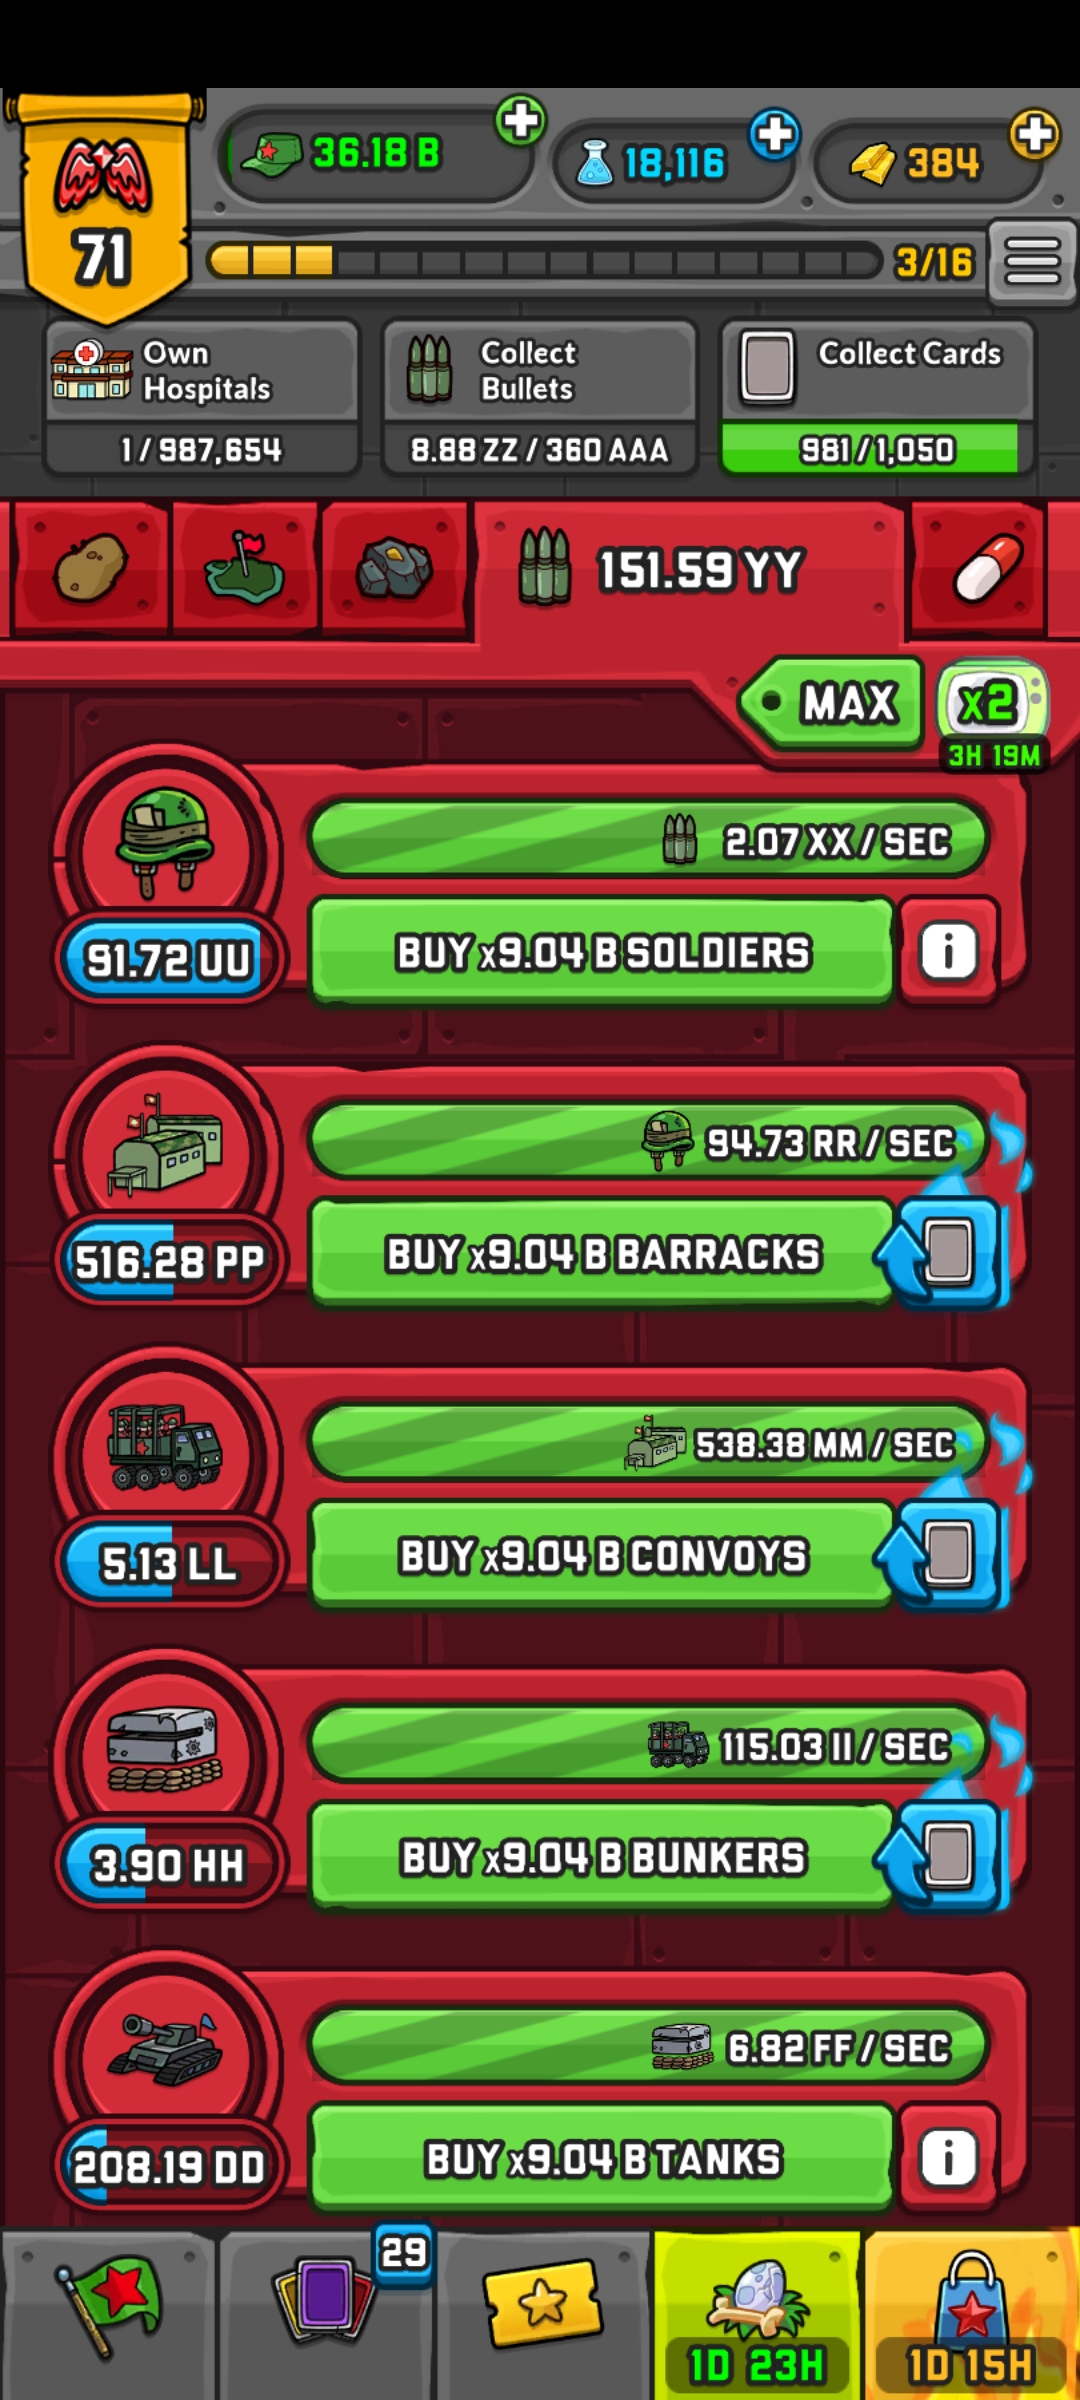 36.18 B
18,116
384
71
3/16
Own
Hospitals
1 / 987,654
Collect
Bullets
8.88 ZZ / 360 AAA
Collect Cards
981 / 1,050
151.59 YY
MAX
x2
3H 19M
2.07 XX / SEC
91.72 UU
BUY x9.04 B SOLDIERS
i
94.73 RR / SEC
516.28 PP
BUY x9.04 B BARRACKS
538.38 MM / SEC
5.13 LL
BUY x9.04 B CONVOYS
115.03 II / SEC
3.90 HH
BUY x9.04 B BUNKERS
6.82 FF / SEC
208.19 DD
BUY x9.04 B TANKS
i
29
1D 23H
1D 15H